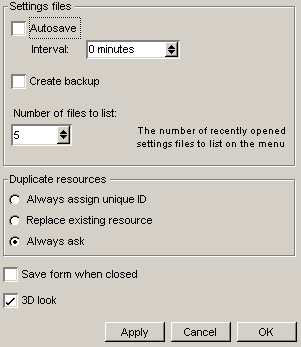 Settings files
Autosave
Interval: 0 minutes
Create backup
Number of files to list:
5
The number of recently opened
settings files to list on the menu
Duplicate resources
Always assign unique ID
Replace existing resource
Always ask
Save form when closed
3D look
Apply Cancel OK